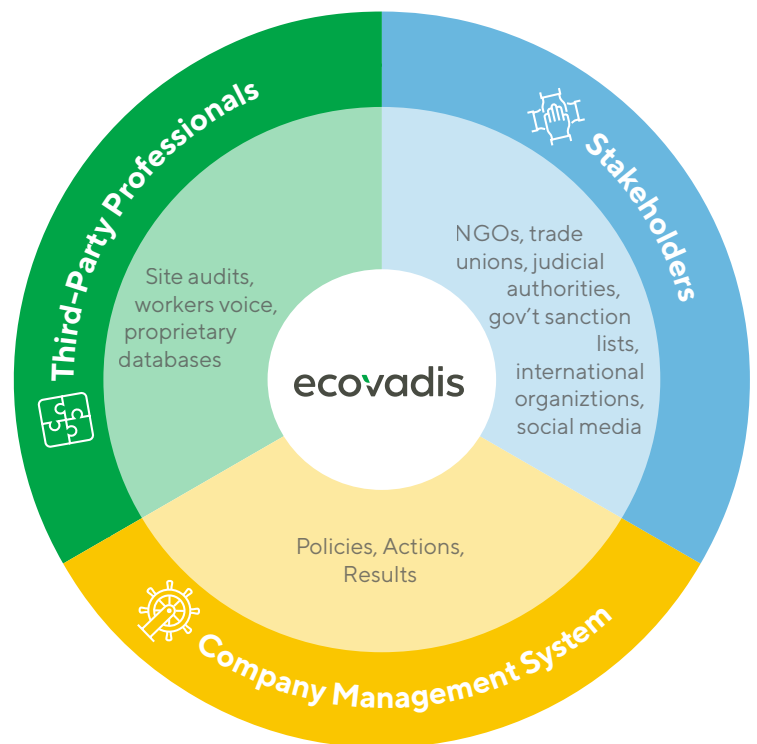 Third-Party Professionals
Site audits,
workers voice,
proprietary
databases
Stakeholders
NGOs, trade
unions, judicial
authorities,
gov't sanction
lists,
international
organiztions,
social media
ecovadis
Policies, Actions,
Results
Company Management System